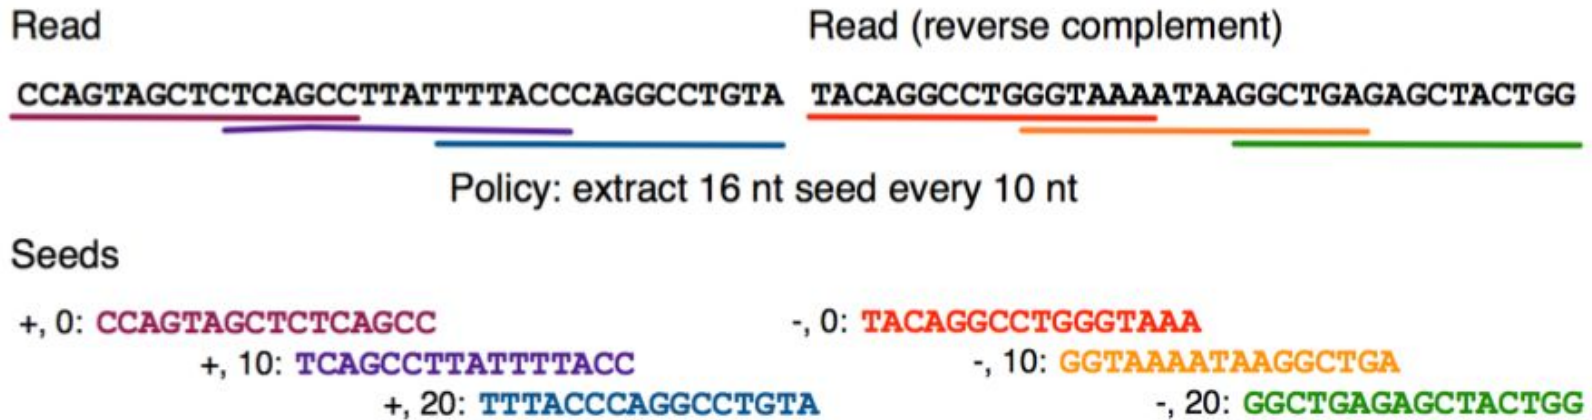 Read
Read (reverse complement)
CCAGTAGCTCTCAGCCTTATTTTACCCAGGCCTGTA TACAGGCCTGGGTAAAATAAGGCTGAGAGCTACTGG
Policy: extract 16 nt seed every 10 nt
Seeds
+, 0: CCAGTAGCTCTCAGCC
+, 10: TCAGCCTTATTTTACC
+, 20: TTTACCCAGGCCTGTA
-, 0: TACAGGCCTGGGTAAA
-, 10: GGTAAAATAAGGCTGA
-, 20: GGCTGAGAGCTACTGG